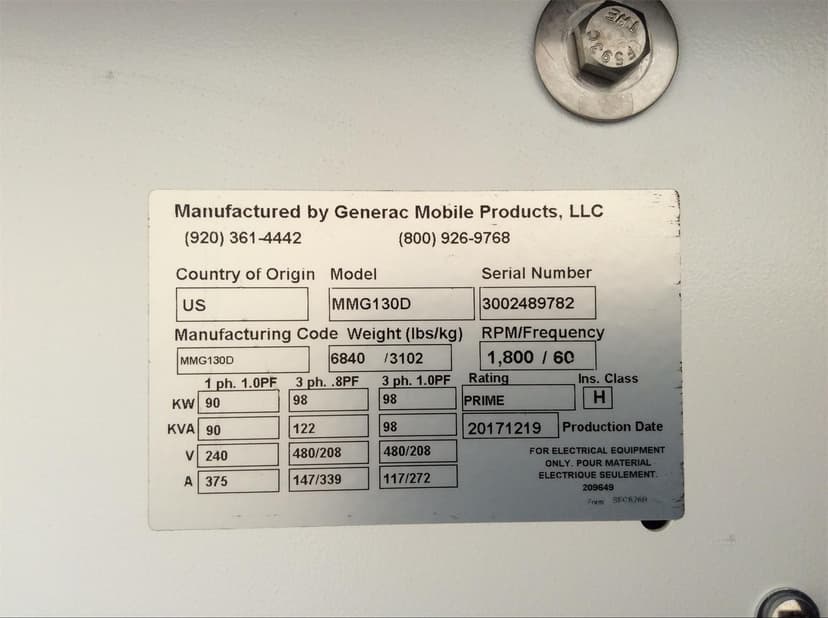 TWE
F593C
Manufactured by Generac Mobile Products, LLC
(920) 361-4442 (800) 926-9768
Country of Origin Model Serial Number
US MMG130D 3002489782
Manufacturing Code Weight (lbs/kg) RPM/Frequency
MMG130D 6840 /3102 1,800 / 60
1 ph. 1.0PF 3 ph. .8PF 3 ph. 1.0PF Rating Ins. Class
KW 90 98 98 PRIME H
KVA 90 122 98 20171219 Production Date
V 240 480/208 480/208
A 375 147/339 117/272
FOR ELECTRICAL EQUIPMENT
ONLY. POUR MATERIAL
ELECTRIQUE SEULEMENT.
209649
Form